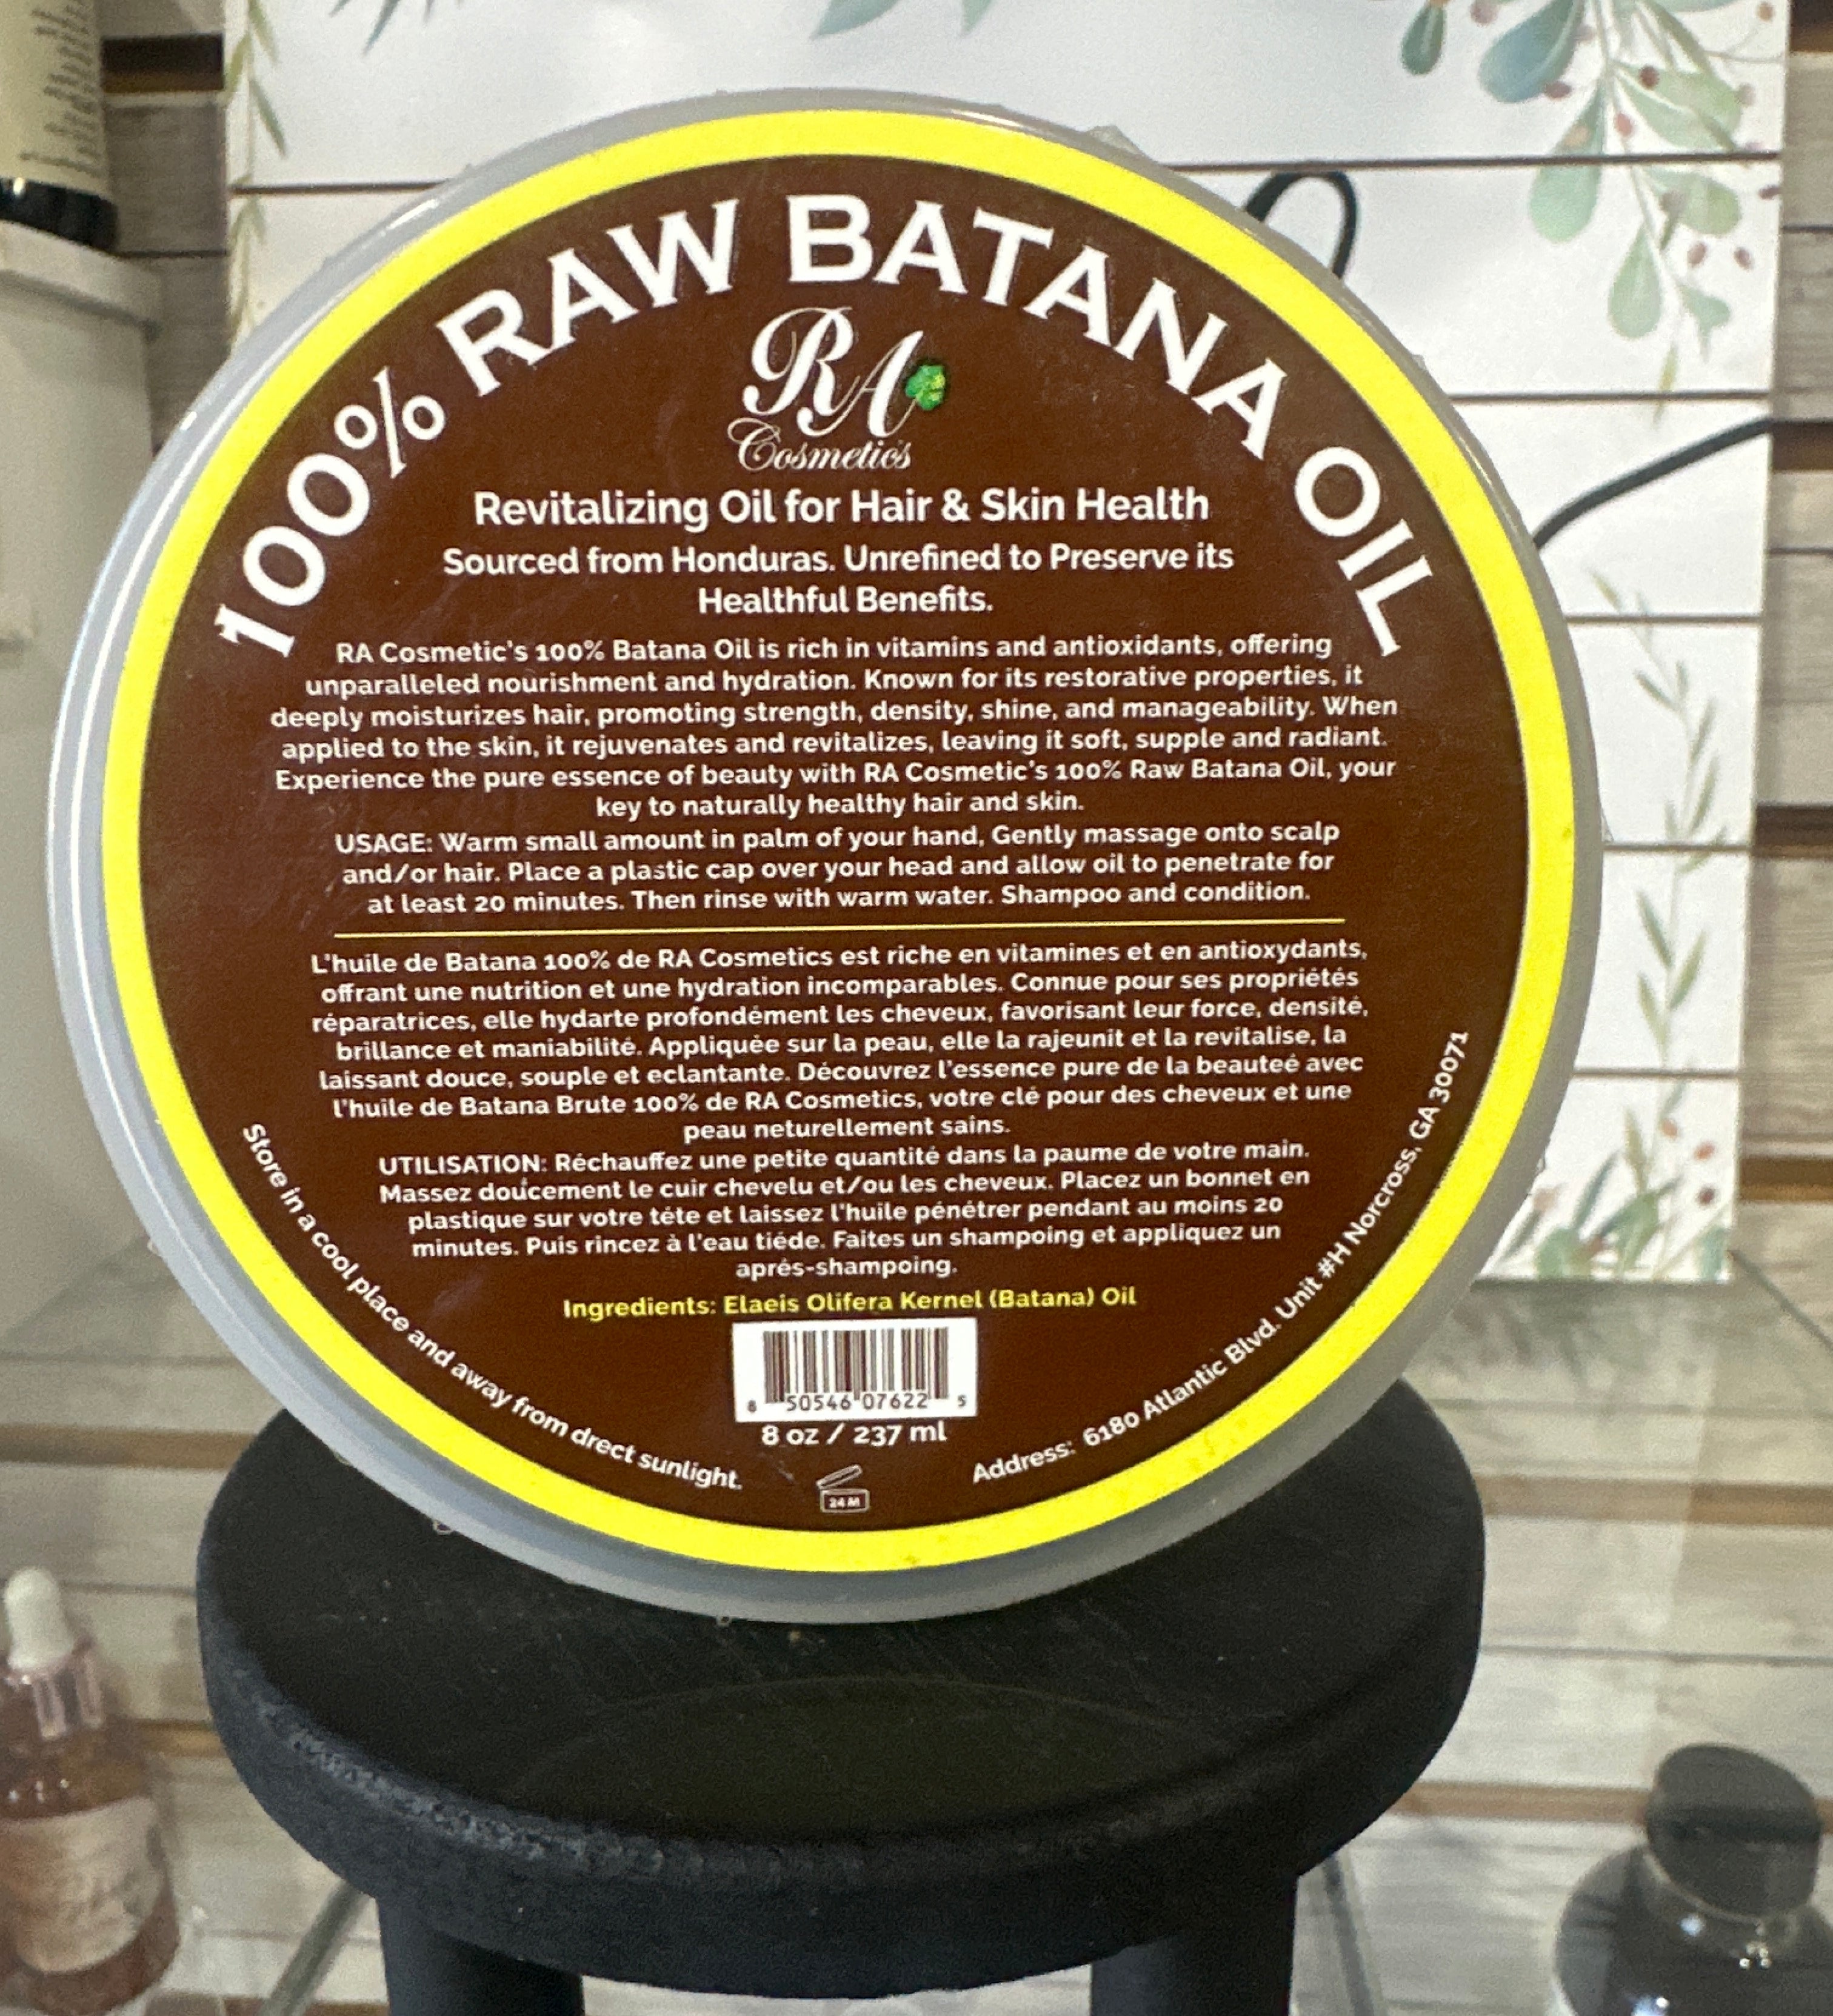 100% RAW BATANA OIL
RA
Cosmetics
Revitalizing Oil for Hair & Skin Health
Sourced from Honduras. Unrefined to Preserve its
Healthful Benefits.
RA Cosmetic's 100% Batana Oil is rich in vitamins and antioxidants, offering
unparalleled nourishment and hydration. Known for its restorative properties, it
deeply moisturizes hair, promoting strength, density, shine, and manageability. When
applied to the skin, it rejuvenates and revitalizes, leaving it soft, supple and radiant.
Experience the pure essence of beauty with RA Cosmetic's 100% Raw Batana Oil, your
key to naturally healthy hair and skin.
USAGE: Warm small amount in palm of your hand, Gently massage onto scalp
and/or hair. Place a plastic cap over your head and allow oil to penetrate for
at least 20 minutes. Then rinse with warm water. Shampoo and condition.
L'huile de Batana 100% de RA Cosmetics est riche en vitamines et en antioxydants,
offrant une nutrition et une hydration incomparables. Connue pour ses propriétés
réparatrices, elle hydarte profondément les cheveux, favorisant leur force, densité,
brillance et maniabilité. Appliquée sur la peau, elle la rajeunit et la revitalise, la
laissant douce, souple et eclantante. Découvrez l'essence pure de la beauteé avec
l'huile de Batana Brute 100% de RA Cosmetics, votre clé pour des cheveux et une
peau neturellement sains.
UTILISATION: Réchauffez une petite quantité dans la paume de votre main.
Massez doucement le cuir chevelu et/ou les cheveux. Placez un bonnet en
plastique sur votre téte et laissez l'huile pénétrer pendant au moins 20
minutes. Puis rincez à l'eau tiéde. Faites un shampoing et appliquez un
aprés-shampoing.
Ingredients: Elaeis Olifera Kernel (Batana) Oil
8 50546 07622 5
8 oz / 237 ml
24M
Store in a cool place and away from drect sunlight.
Address: 6180 Atlantic Blvd. Unit #H Norcross, GA 30071